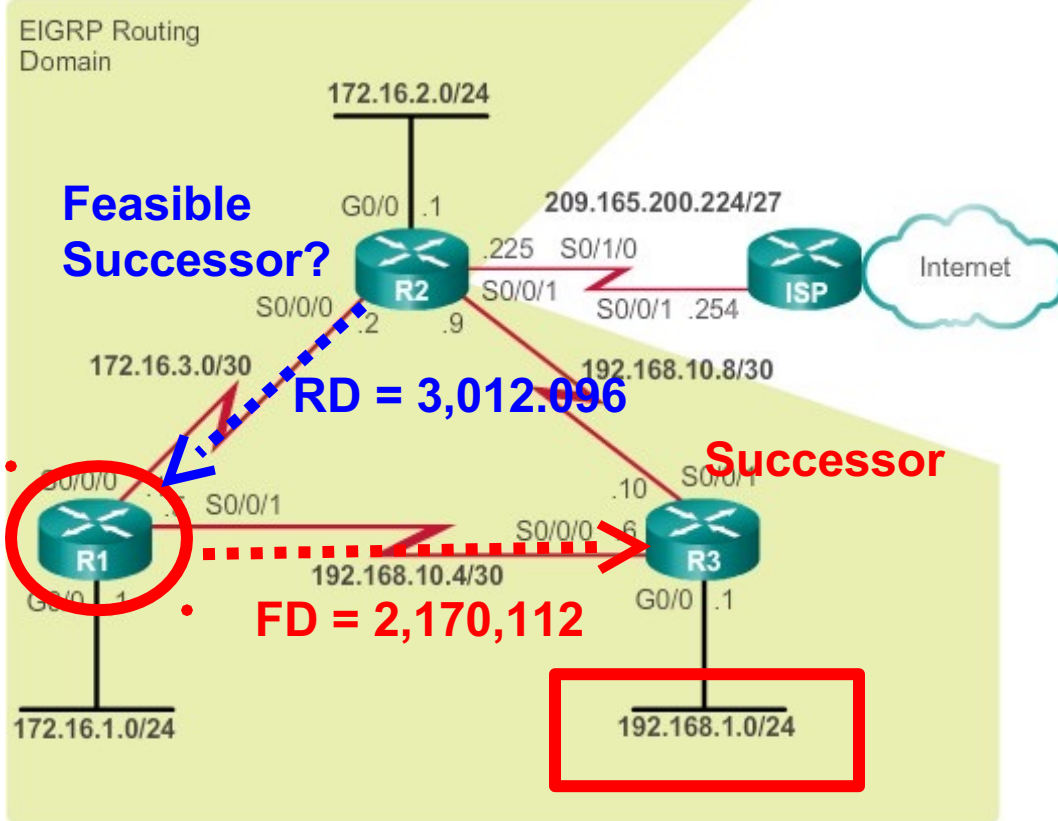 EIGRP Routing
Domain
172.16.2.0/24
Feasible
Successor?
G0/0
.1
209.165.200.224/27
.225
S0/1/0
Internet
R2
S0/0/1
ISP
S0/0/0
.2
.9
S0/0/1
.254
172.16.3.0/30
192.168.10.8/30
RD = 3,012.096
Successor
S0/0/0
.10
S0/0/1
S0/0/1
S0/0/0
.6
R1
R3
192.168.10.4/30
G0/0
.1
G0/0
.1
FD = 2,170,112
172.16.1.0/24
192.168.1.0/24